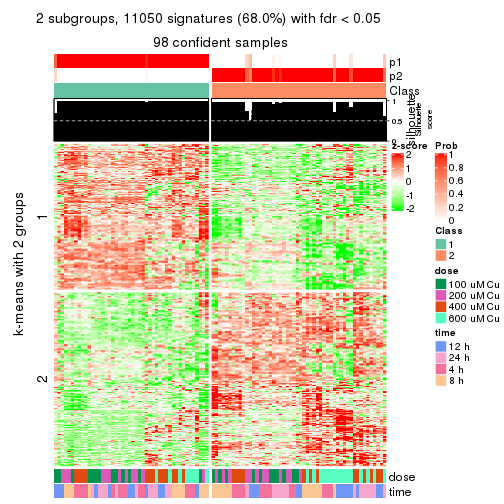 2 subgroups, 11050 signatures (68.0%) with fdr < 0.05
98 confident samples
p1
p2
Class
1
0.5
0
silhouette
Silhouette
score
k-means with 2 groups
1
2
z-score
2
1
0
-1
-2
Prob
1
0.8
0.6
0.4
0.2
0
Class
1
2
dose
100 uM Cu
200 uM Cu
400 uM Cu
600 uM Cu
time
12 h
24 h
4 h
8 h
dose
time